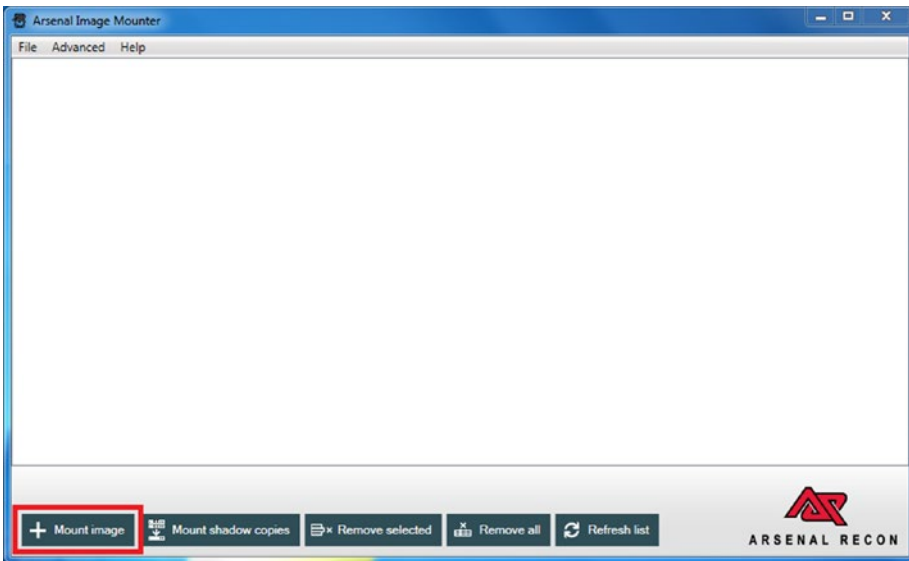 Arsenal Image Mounter
File Advanced Help
Mount image Mount shadow copies Remove selected Remove all Refresh list
ARSENAL RECON